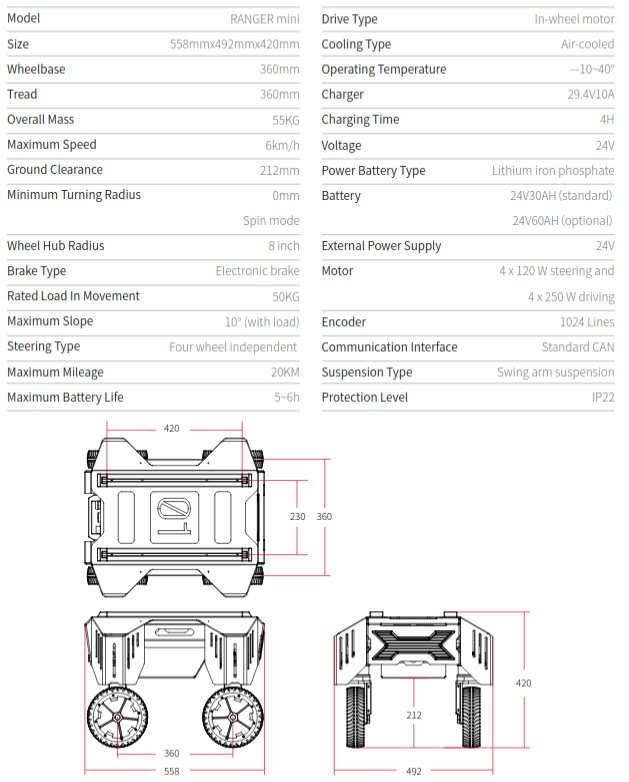 Model RANGER mini
Size 558mmx492mmx420mm
Wheelbase 360mm
Tread 360mm
Overall Mass 55KG
Maximum Speed 6km/h
Ground Clearance 212mm
Minimum Turning Radius 0mm
Spin mode
Wheel Hub Radius 8 inch
Brake Type Electronic brake
Rated Load In Movement 50KG
Maximum Slope 10° (with load)
Steering Type Four wheel independent
Maximum Mileage 20KM
Maximum Battery Life 5~6h
Drive Type In-wheel motor
Cooling Type Air-cooled
Operating Temperature —10~40°
Charger 29.4V10A
Charging Time 4H
Voltage 24V
Power Battery Type Lithium iron phosphate
Battery 24V30AH (standard)
24V60AH (optional)
External Power Supply 24V
Motor 4 x 120 W steering and
4 x 250 W driving
Encoder 1024 Lines
Communication Interface Standard CAN
Suspension Type Swing arm suspension
Protection Level IP22
420
230 360
420
212
360
558
492